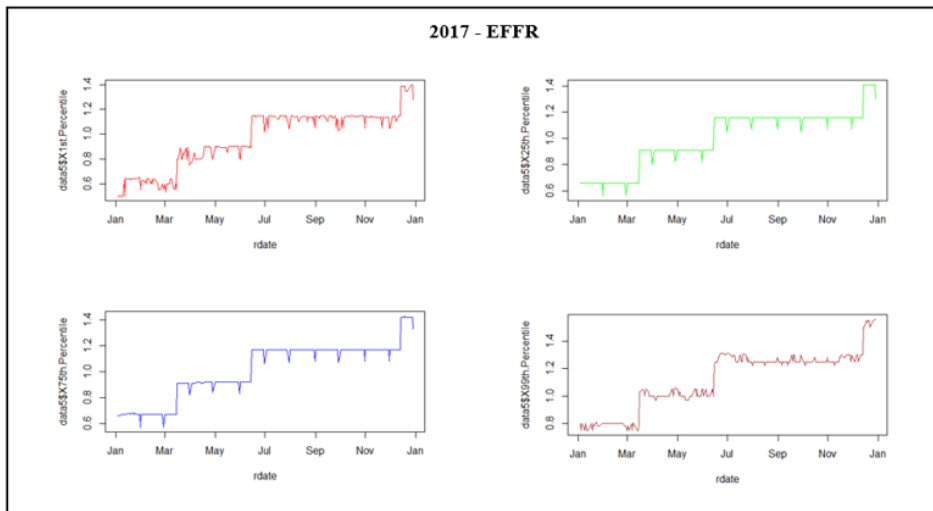 2017 - EFFR
data5$X1st.Percentile
0.6 0.8 1.0 1.2 1.4
Jan Mar May Jul Sep Nov Jan
rdate
data5$X25th.Percentile
0.6 0.8 1.0 1.2 1.4
Jan Mar May Jul Sep Nov Jan
rdate
data5$X75th.Percentile
0.6 0.8 1.0 1.2 1.4
Jan Mar May Jul Sep Nov Jan
rdate
data5$X99th.Percentile
0.8 1.0 1.2 1.4
Jan Mar May Jul Sep Nov Jan
rdate